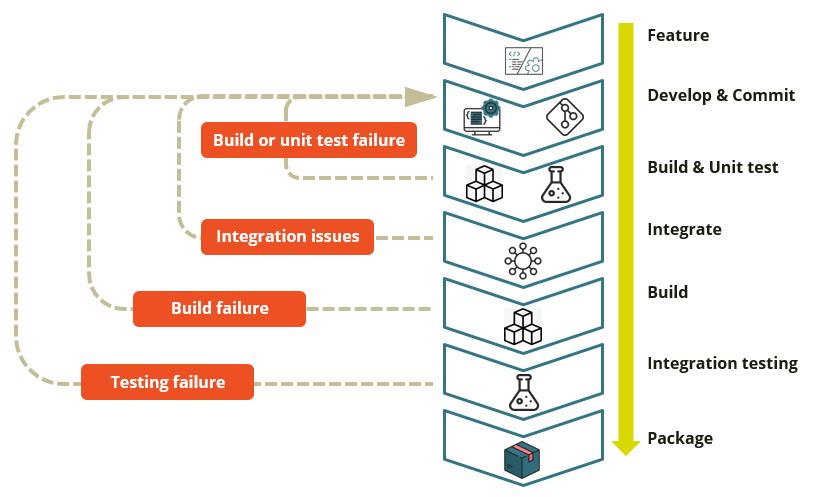 Feature
Develop & Commit
Build or unit test failure
Build & Unit test
Integration issues
Integrate
Build failure
Build
Testing failure
Integration testing
Package